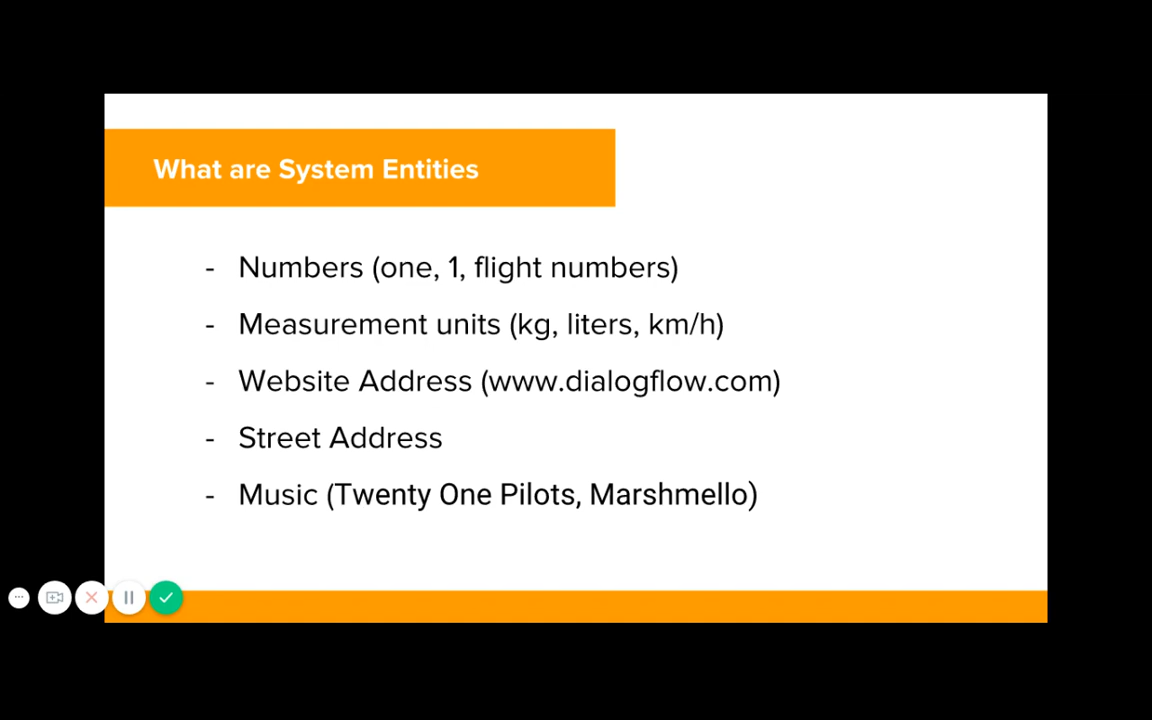 What are System Entities
- Numbers (one, 1, flight numbers)
- Measurement units (kg, liters, km/h)
- Website Address (www.dialogflow.com)
- Street Address
- Music (Twenty One Pilots, Marshmello)